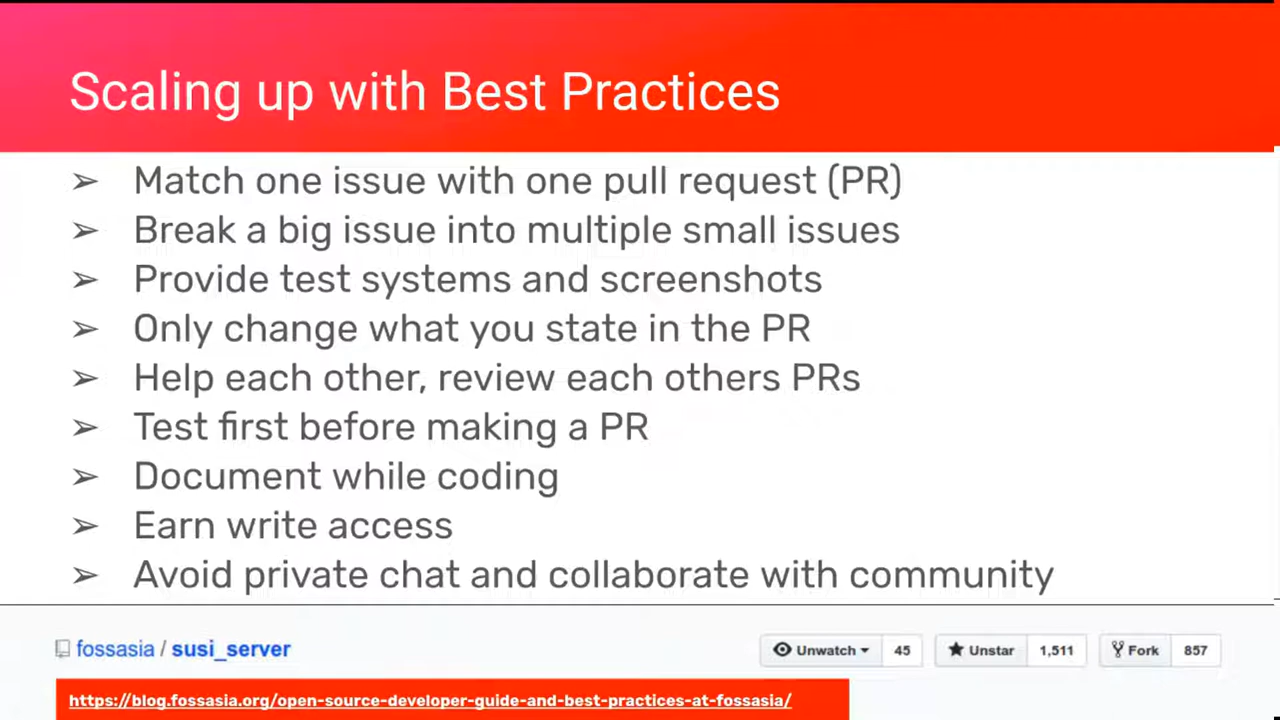 Scaling up with Best Practices
➢ Match one issue with one pull request (PR)
➢ Break a big issue into multiple small issues
➢ Provide test systems and screenshots
➢ Only change what you state in the PR
➢ Help each other, review each others PRs
➢ Test first before making a PR
➢ Document while coding
➢ Earn write access
➢ Avoid private chat and collaborate with community
fossasia / susi_server Unwatch 45 Unstar 1,511 Fork 857
https://blog.fossasia.org/open-source-developer-guide-and-best-practices-at-fossasia/